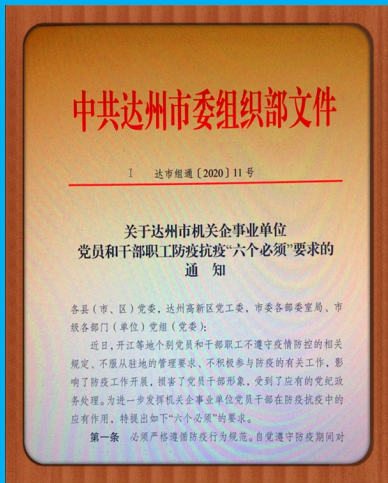 中共达州市委组织部文件
达市组通〔2020〕11号
关于达州市机关企事业单位
党员和干部职工防疫抗疫“六个必须”要求的
通 知
各县（市、区）党委，达州高新区党工委，市委各部委室局、市
级各部门（单位）党组（党委）：
近日，开江等地个别党员和干部职工不遵守疫情防控的相关
规定、不服从驻地的管理要求、不积极参与防疫的有关工作，影
响了防疫工作开展，损害了党员干部形象，受到了应有的党纪政
务处理。为进一步发挥机关企事业单位党员干部在防疫抗疫中的
应有作用，特提出如下“六个必须”的要求。
第一条 必须严格遵循防疫行为规范。自觉遵守防疫期间对